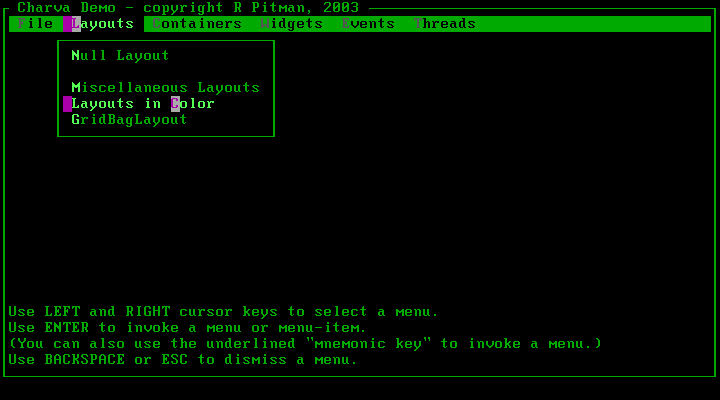 Charva Demo - copyright R Pitman, 2003
File Layouts Containers Widgets Events Threads
Null Layout
Miscellaneous Layouts
Layouts in Color
GridBagLayout
Use LEFT and RIGHT cursor keys to select a menu.
Use ENTER to invoke a menu or menu-item.
(You can also use the underlined "mnemonic key" to invoke a menu.)
Use BACKSPACE or ESC to dismiss a menu.